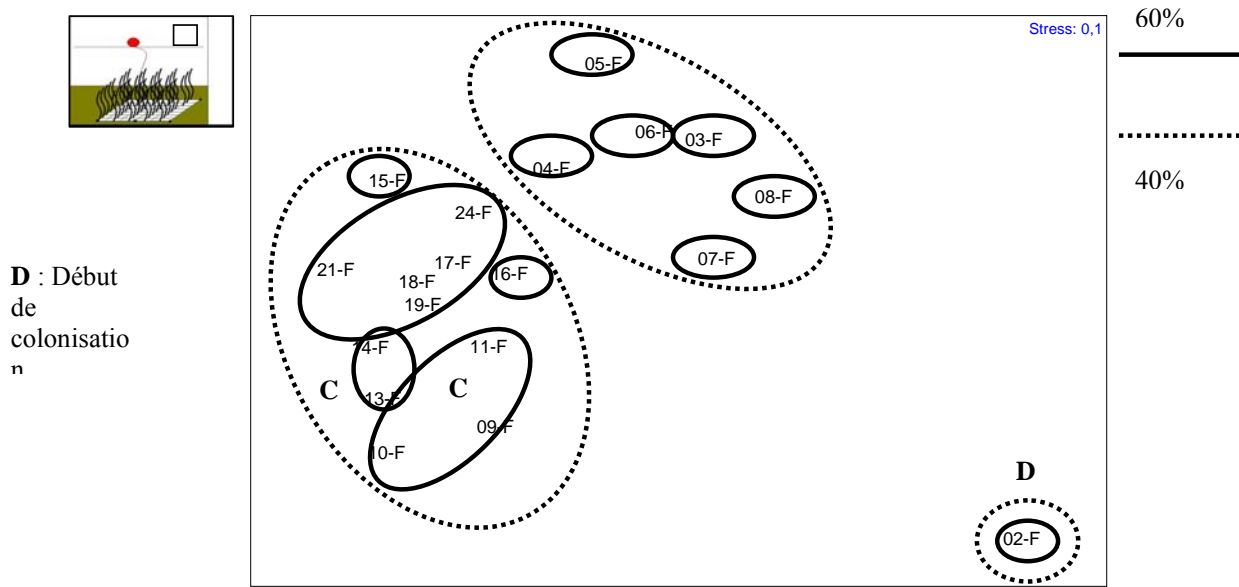 Stress: 0,1
60%
40%
05-F
06-F
03-F
04-F
15-F
08-F
24-F
07-F
17-F
21-F
16-F
18-F
19-F
D : Début
de
colonisatio
n
14-F
11-F
C
C
13-F
09-F
10-F
D
02-F